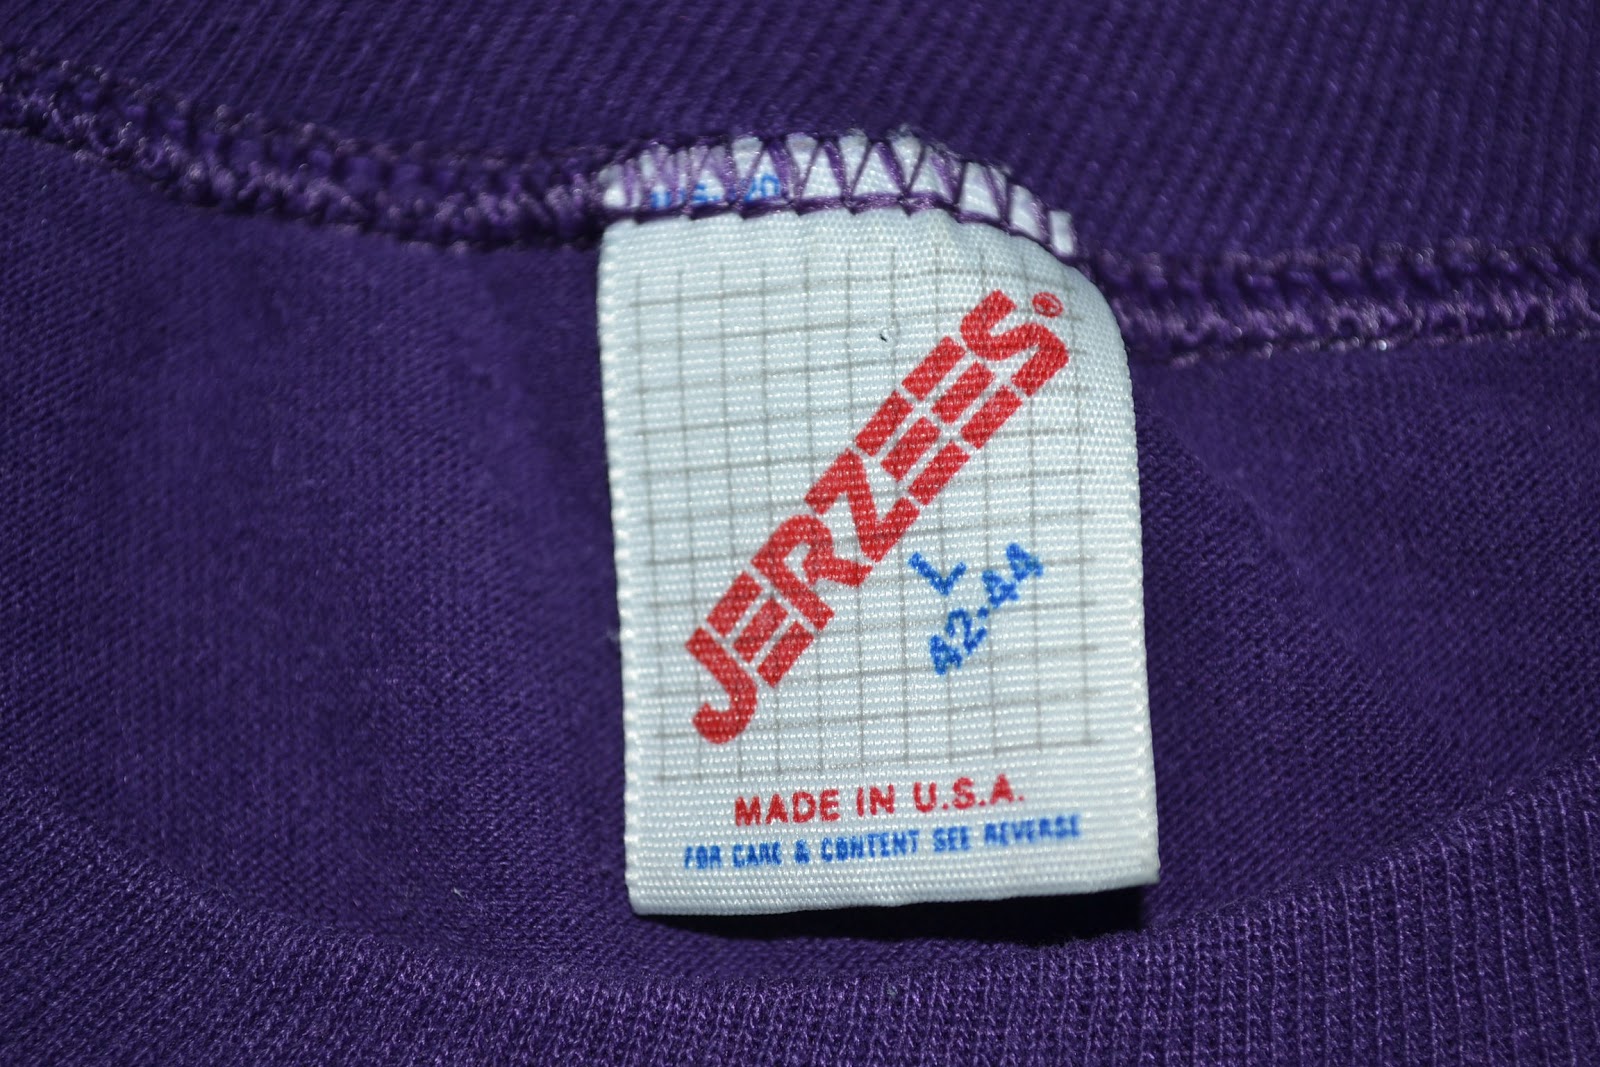 JERZEES®
L
42-44
MADE IN U.S.A.
FOR CARE & CONTENT SEE REVERSE